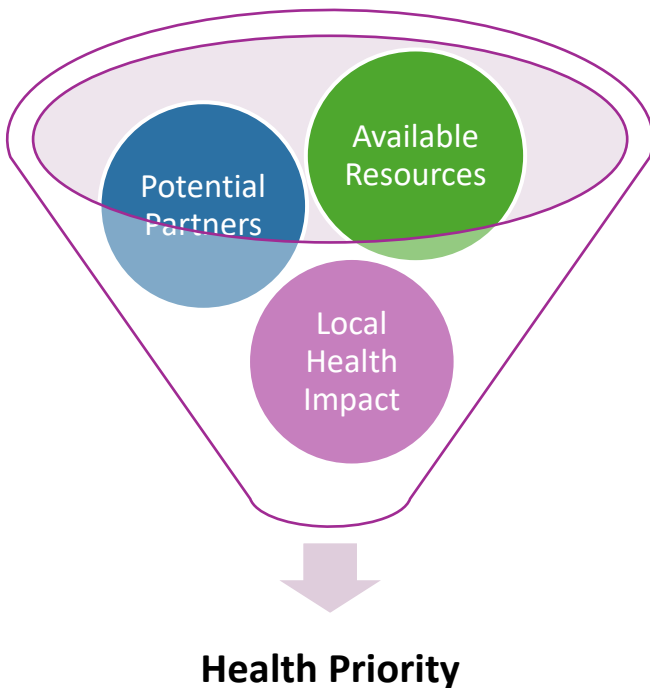 Potential
Partners
Available
Resources
Local
Health
Impact
Health Priority